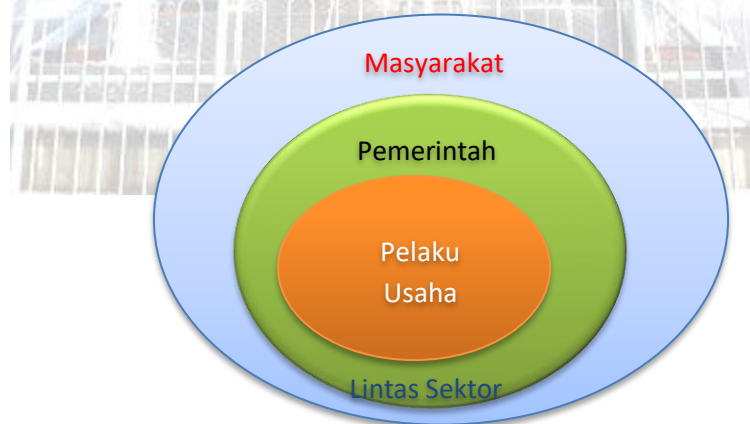 Masyarakat
Pemerintah
Pelaku
Usaha
Lintas Sektor